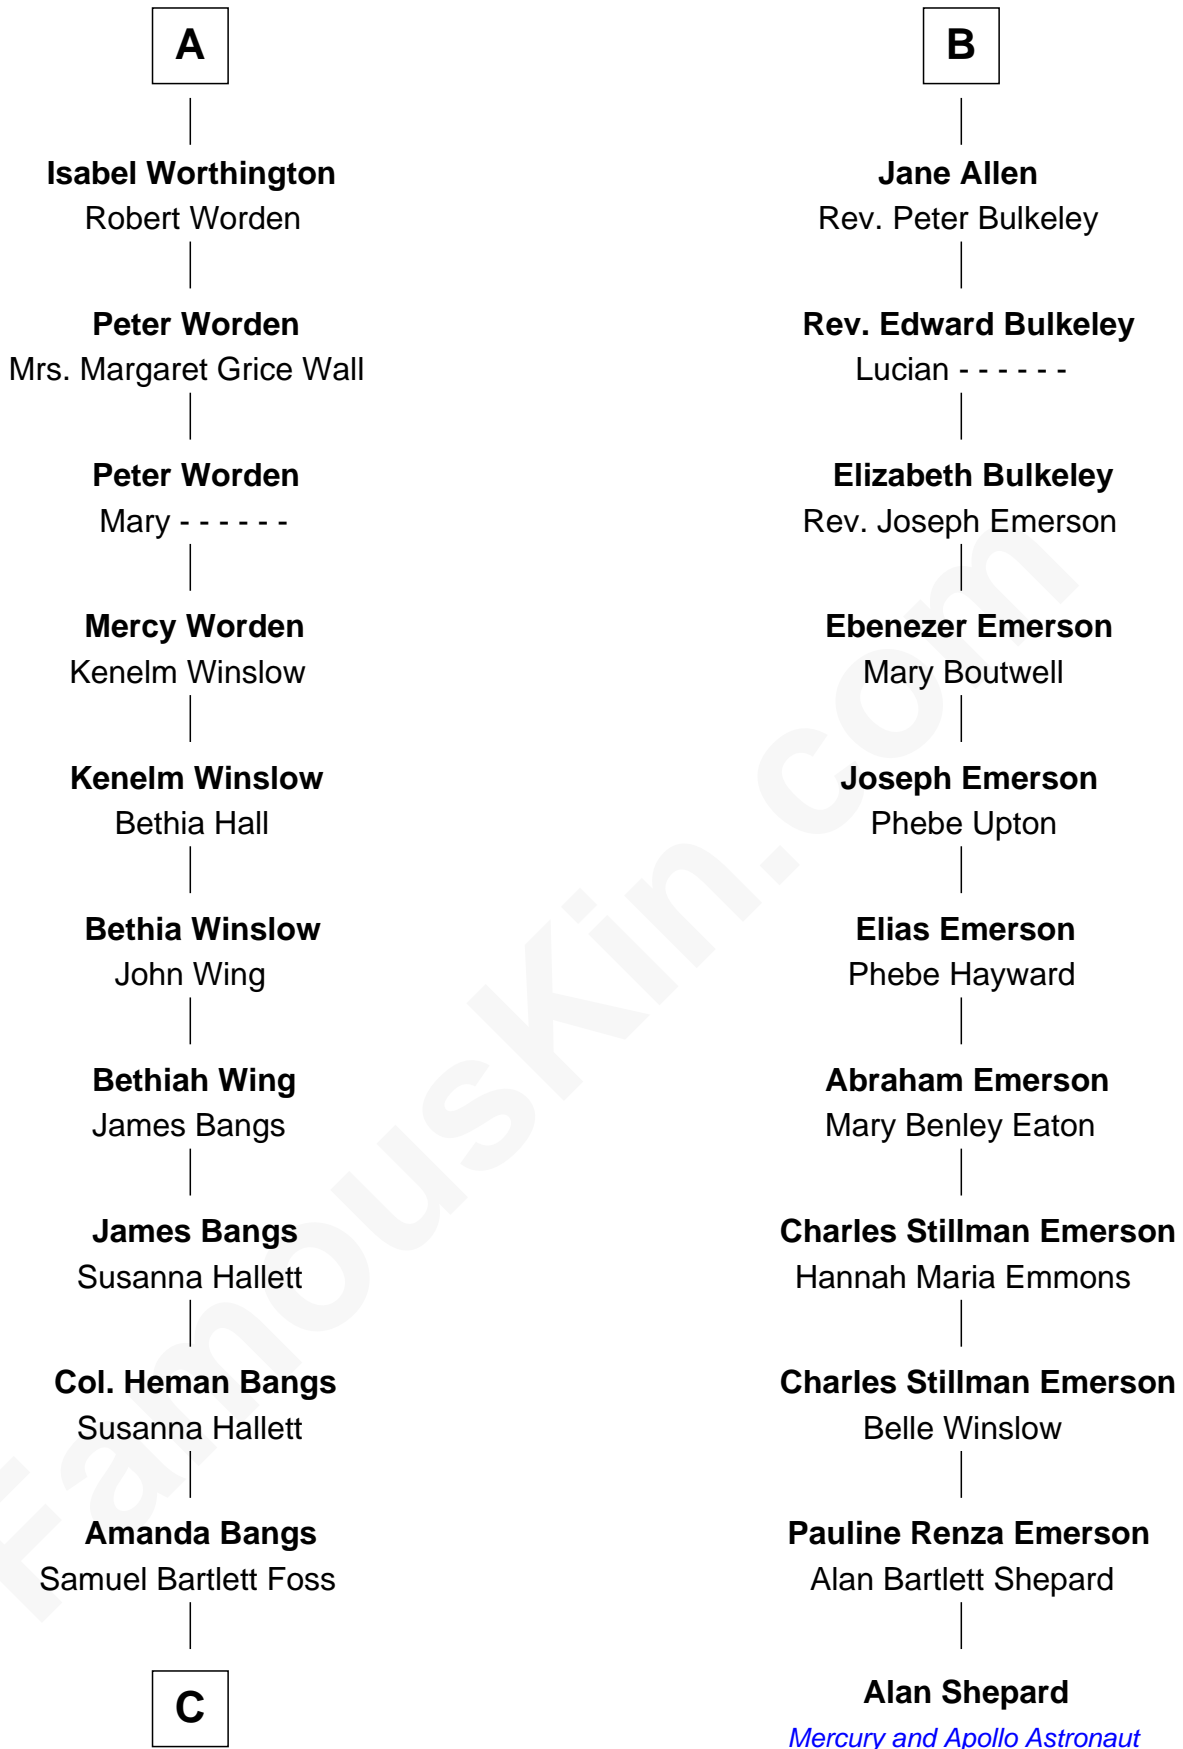 A
Isabel Worthington
Robert Worden
Peter Worden
Mrs. Margaret Grice Wall
Peter Worden
Mary - - - - - -
Mercy Worden
Kenelm Winslow
Kenelm Winslow
Bethia Hall
Bethia Winslow
John Wing
Bethiah Wing
James Bangs
James Bangs
Susanna Hallett
Col. Heman Bangs
Susanna Hallett
Amanda Bangs
Samuel Bartlett Foss
C
B
Jane Allen
Rev. Peter Bulkeley
Rev. Edward Bulkeley
Lucian - - - - - -
Elizabeth Bulkeley
Rev. Joseph Emerson
Ebenezer Emerson
Mary Boutwell
Joseph Emerson
Phebe Upton
Elias Emerson
Phebe Hayward
Abraham Emerson
Mary Benley Eaton
Charles Stillman Emerson
Hannah Maria Emmons
Charles Stillman Emerson
Belle Winslow
Pauline Renza Emerson
Alan Bartlett Shepard
Alan Shepard
Mercury and Apollo Astronaut
FamousKin.com